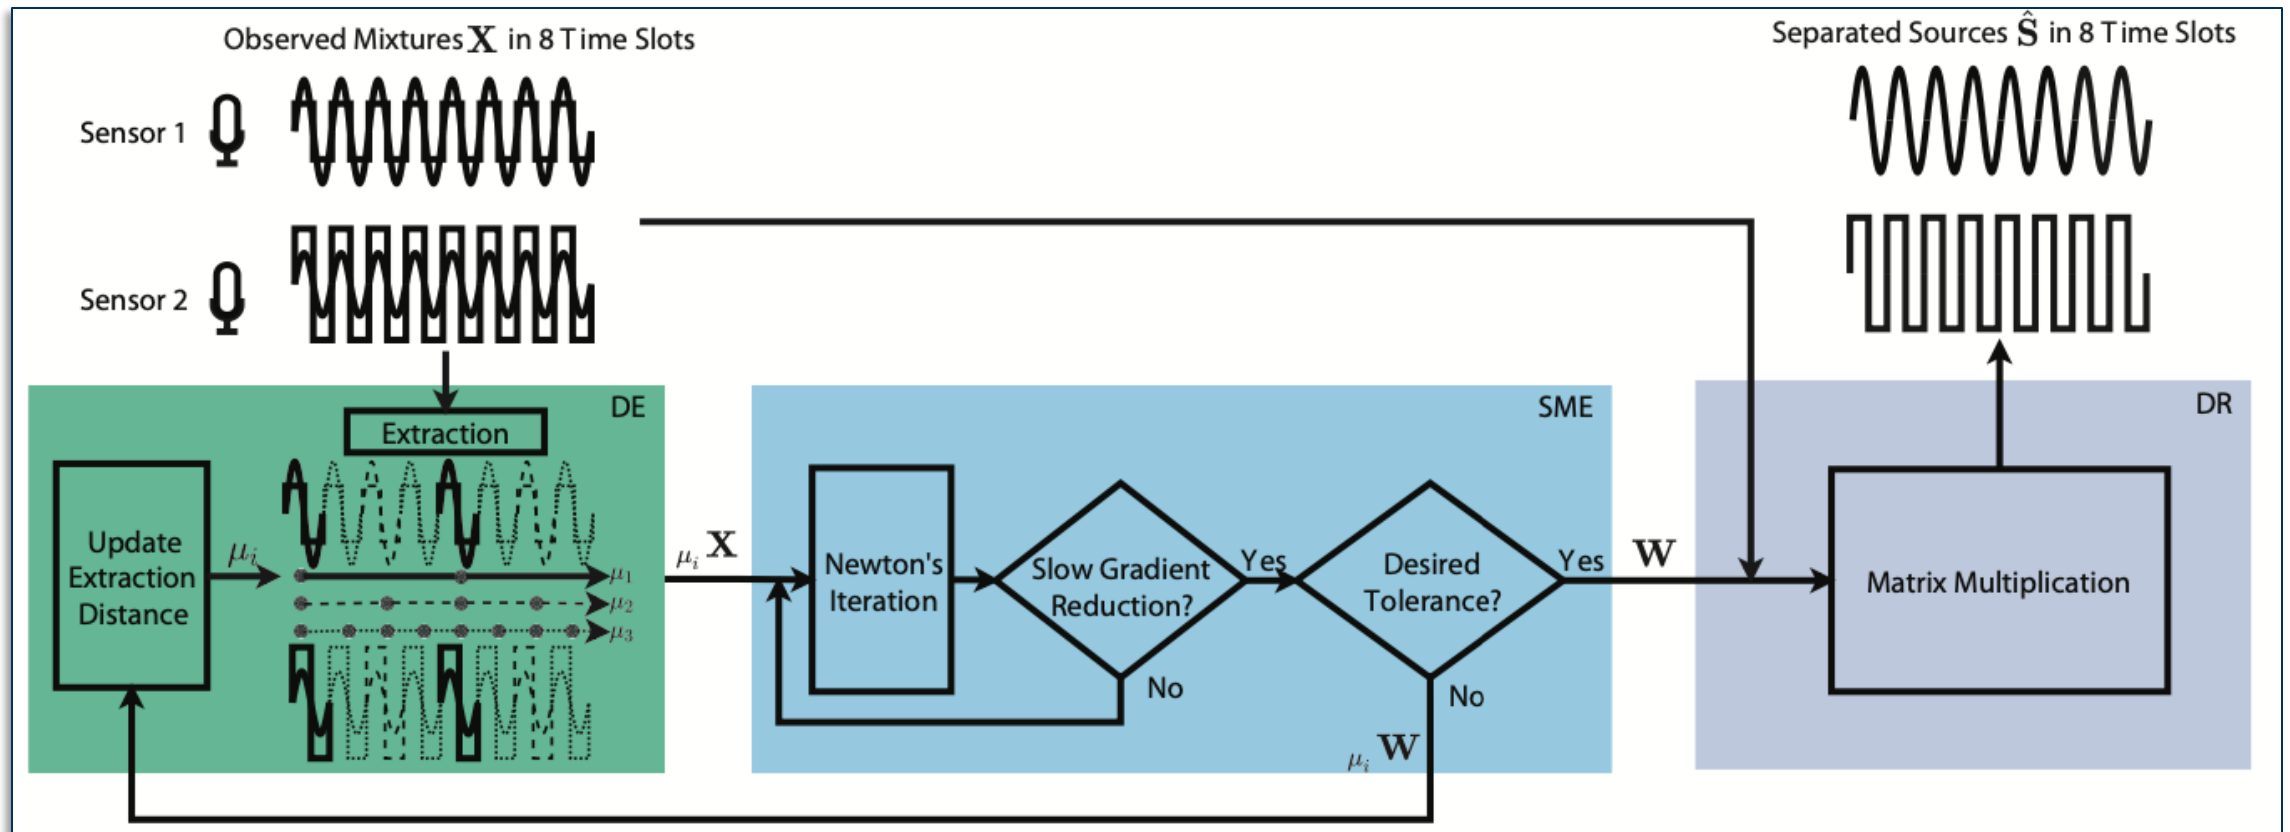 Observed Mixtures X in 8 Time Slots
Separated Sources Ŝ in 8 Time Slots
Sensor 1
Sensor 2
DE
Extraction
Update
Extraction
Distance
μᵢ
μ₁
μ₂
μ₃
μᵢ X
SME
Newton's
Iteration
Slow Gradient
Reduction?
Yes
No
Desired
Tolerance?
Yes
No
μᵢ W
W
DR
Matrix Multiplication